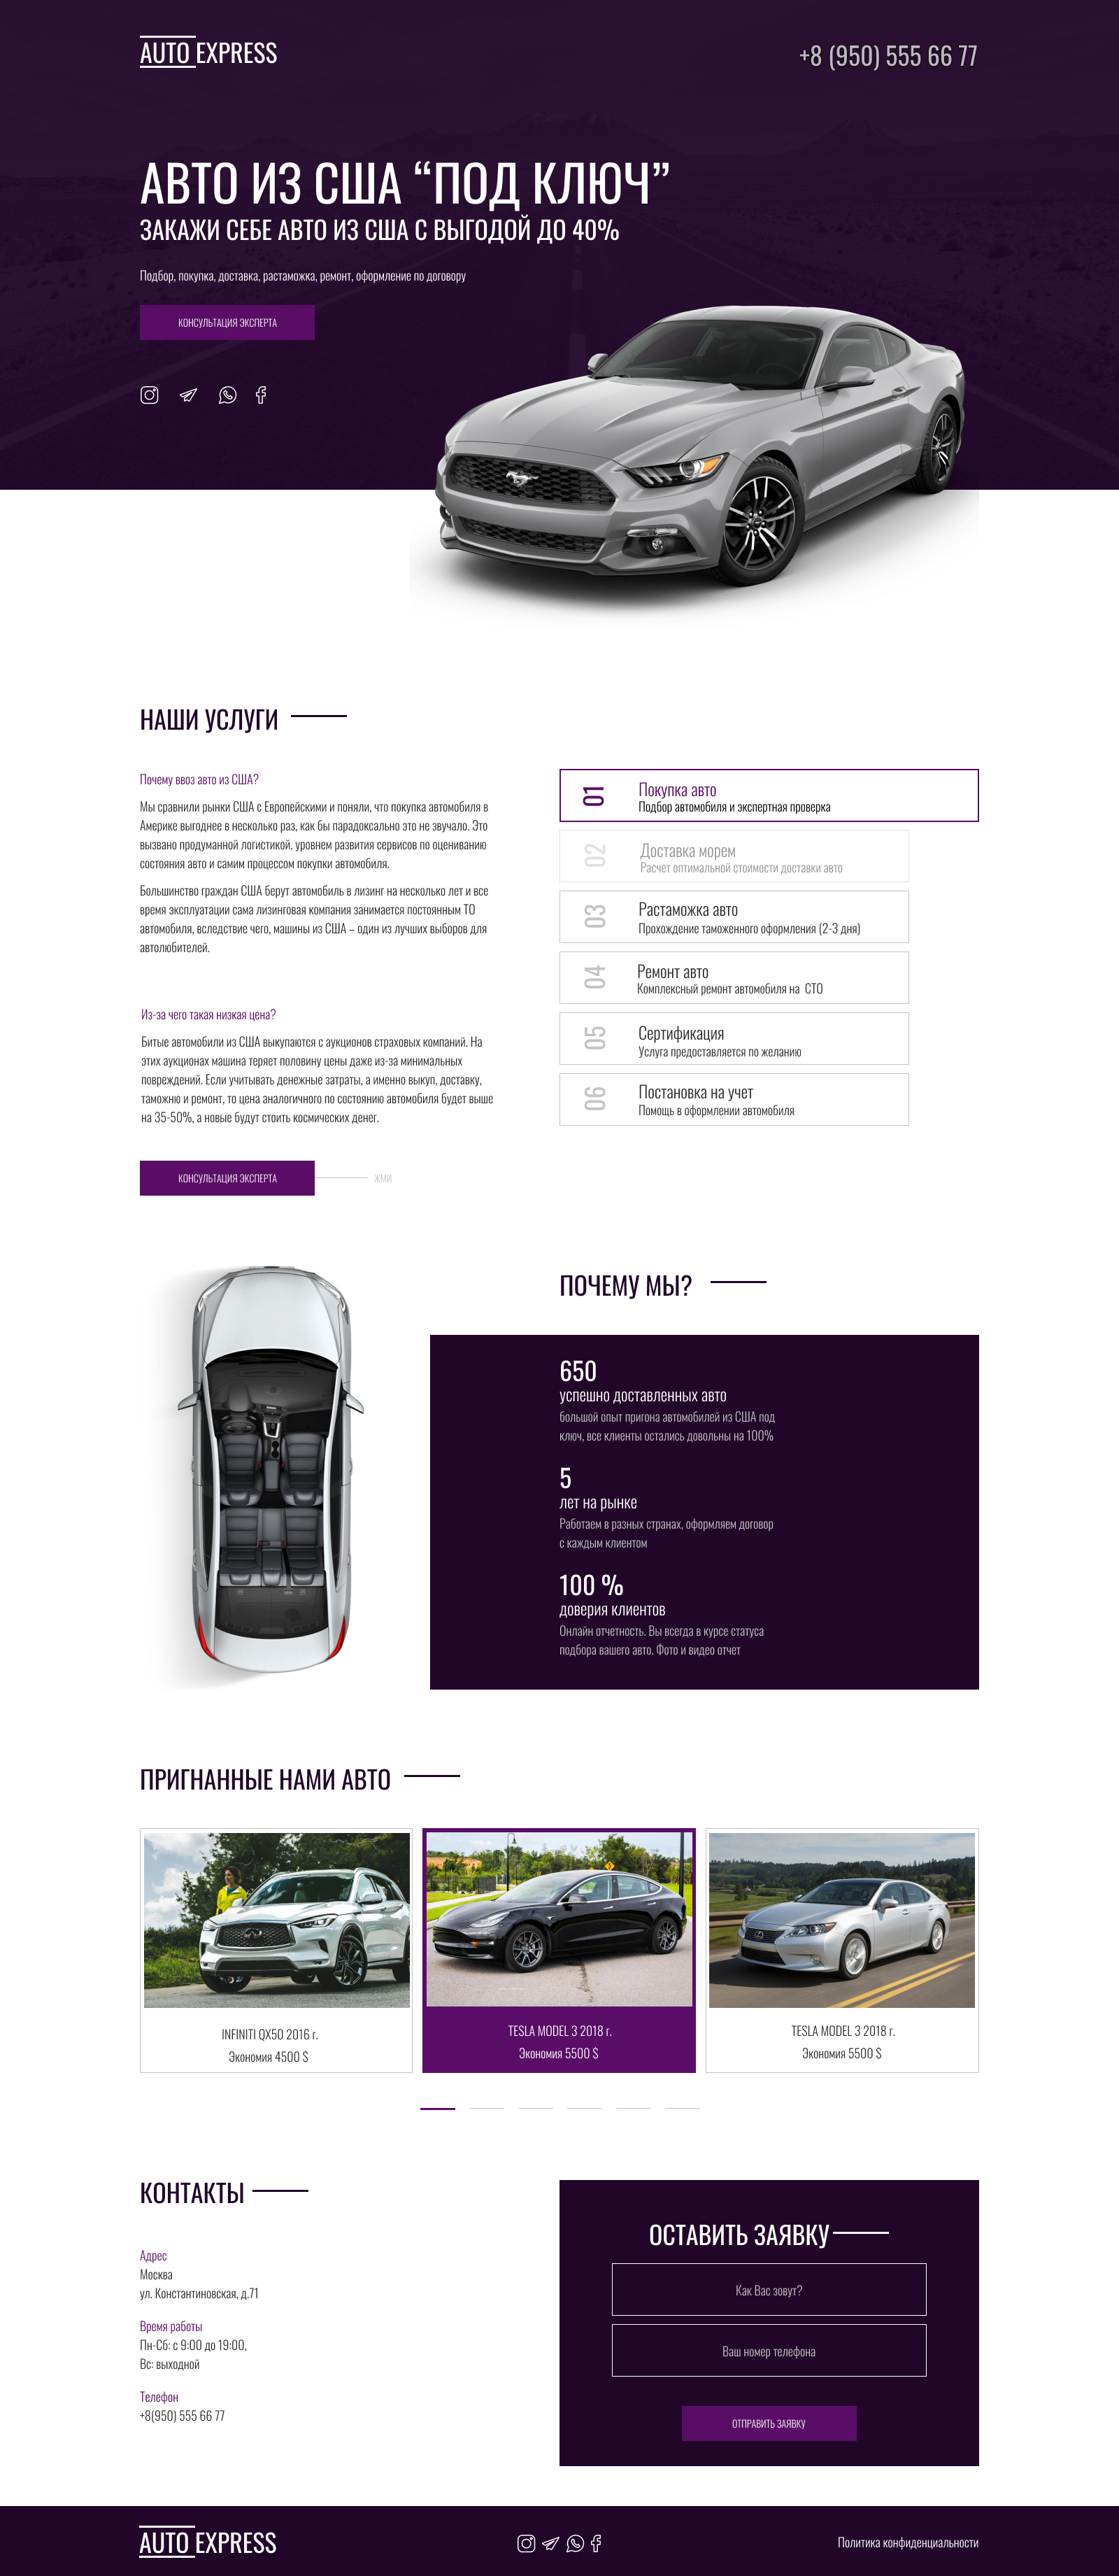 AUTO EXPRESS
+8 (950) 555 66 77
АВТО ИЗ США “ПОД КЛЮЧ”
ЗАКАЖИ СЕБЕ АВТО ИЗ США С ВЫГОДОЙ ДО 40%
Подбор, покупка, доставка, растаможка, ремонт, оформление по договору
КОНСУЛЬТАЦИЯ ЭКСПЕРТА
НАШИ УСЛУГИ
Почему ввоз авто из США?
Мы сравнили рынки США с Европейскими и поняли, что покупка автомобиля в
Америке выгоднее в несколько раз, как бы парадоксально это не звучало. Это
вызвано продуманной логистикой, уровнем развития сервисов по оцениванию
состояния авто и самим процессом покупки автомобиля.
Большинство граждан США берут автомобиль в лизинг на несколько лет и все
время эксплуатации сама лизинговая компания занимается постоянным ТО
автомобиля, вследствие чего, машины из США – один из лучших выборов для
автолюбителей.
Из-за чего такая низкая цена?
Битые автомобили из США выкупаются с аукционов страховых компаний. На
этих аукционах машина теряет половину цены даже из-за минимальных
повреждений. Если учитывать денежные затраты, а именно выкуп, доставку,
таможню и ремонт, то цена аналогичного по состоянию автомобиля будет выше
на 35-50%, а новые будут стоить космических денег.
КОНСУЛЬТАЦИЯ ЭКСПЕРТА
ЖМИ
01
Покупка авто
Подбор автомобиля и экспертная проверка
02
Доставка морем
Расчет оптимальной стоимости доставки авто
03
Растаможка авто
Прохождение таможенного оформления (2-3 дня)
04
Ремонт авто
Комплексный ремонт автомобиля на СТО
05
Сертификация
Услуга предоставляется по желанию
06
Постановка на учет
Помощь в оформлении автомобиля
ПОЧЕМУ МЫ?
650
успешно доставленных авто
большой опыт пригона автомобилей из США под
ключ, все клиенты остались довольны на 100%
5
лет на рынке
Работаем в разных странах, оформляем договор
с каждым клиентом
100 %
доверия клиентов
Онлайн отчетность. Вы всегда в курсе статуса
подбора вашего авто. Фото и видео отчет
ПРИГНАННЫЕ НАМИ АВТО
INFINITI QX50 2016 г.
Экономия 4500 $
TESLA MODEL 3 2018 г.
Экономия 5500 $
TESLA MODEL 3 2018 г.
Экономия 5500 $
КОНТАКТЫ
Адрес
Москва
ул. Константиновская, д.71
Время работы
Пн-Сб: с 9:00 до 19:00,
Вс: выходной
Телефон
+8(950) 555 66 77
ОСТАВИТЬ ЗАЯВКУ
Как Вас зовут?
Ваш номер телефона
ОТПРАВИТЬ ЗАЯВКУ
AUTO EXPRESS
Политика конфиденциальности